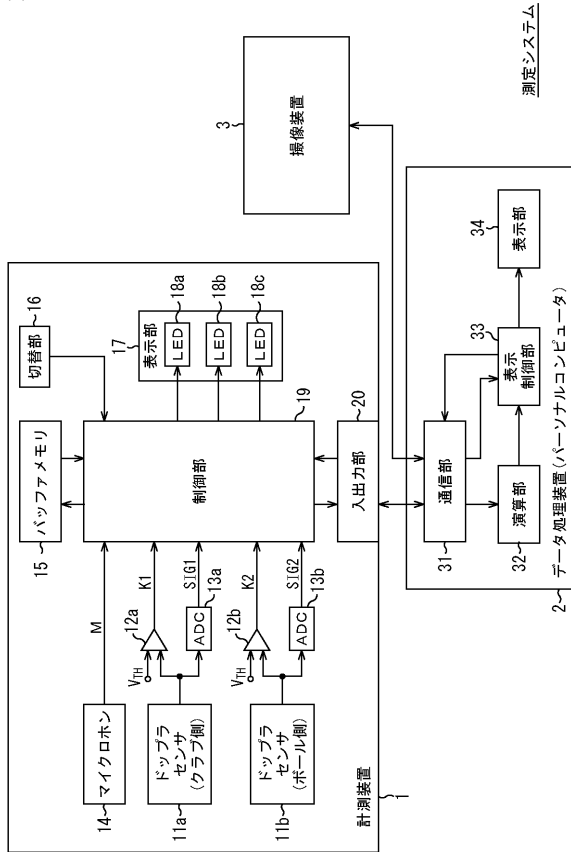 測定システム
3
撮像装置
16
切替部
17
表示部
LED
18a
LED
18b
LED
18c
15
バッファメモリ
19
制御部
20
入出力部
M
K1
SIG1
K2
SIG2
12a
VTH
13a
ADC
12b
VTH
13b
ADC
14
マイクロホン
11a
ドップラ
センサ
(クラブ側)
11b
ドップラ
センサ
(ボール側)
計測装置
1
31
通信部
32
演算部
33
表示
制御部
34
表示部
2
データ処理装置(パーソナルコンピュータ)